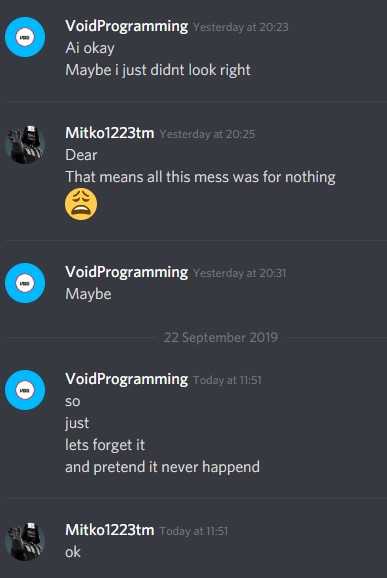 VoidProgramming Yesterday at 20:23
Ai okay
Maybe i just didnt look right
Mitko1223tm Yesterday at 20:25
Dear
That means all this mess was for nothing
VoidProgramming Yesterday at 20:31
Maybe
22 September 2019
VoidProgramming Today at 11:51
so
just
lets forget it
and pretend it never happend
Mitko1223tm Today at 11:51
ok